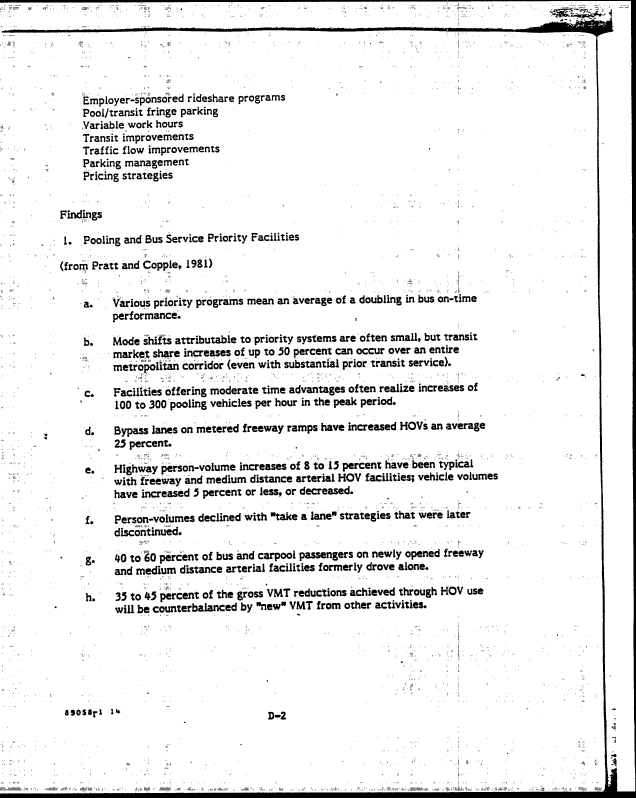 Employer-sponsored rideshare programs
Pool/transit fringe parking
Variable work hours
Transit improvements
Traffic flow improvements
Parking management
Pricing strategies
Findings
1. Pooling and Bus Service Priority Facilities
(from Pratt and Copple, 1981)
a. Various priority programs mean an average of a doubling in bus on-time
performance.
b. Mode shifts attributable to priority systems are often small, but transit
market share increases of up to 50 percent can occur over an entire
metropolitan corridor (even with substantial prior transit service).
c. Facilities offering moderate time advantages often realize increases of
100 to 300 pooling vehicles per hour in the peak period.
d. Bypass lanes on metered freeway ramps have increased HOVs an average
25 percent.
e. Highway person-volume increases of 8 to 15 percent have been typical
with freeway and medium distance arterial HOV facilities; vehicle volumes
have increased 5 percent or less, or decreased.
f. Person-volumes declined with "take a lane" strategies that were later
discontinued.
g. 40 to 60 percent of bus and carpool passengers on newly opened freeway
and medium distance arterial facilities formerly drove alone.
h. 35 to 45 percent of the gross VMT reductions achieved through HOV use
will be counterbalanced by "new" VMT from other activities.
89058r1 14
D-2